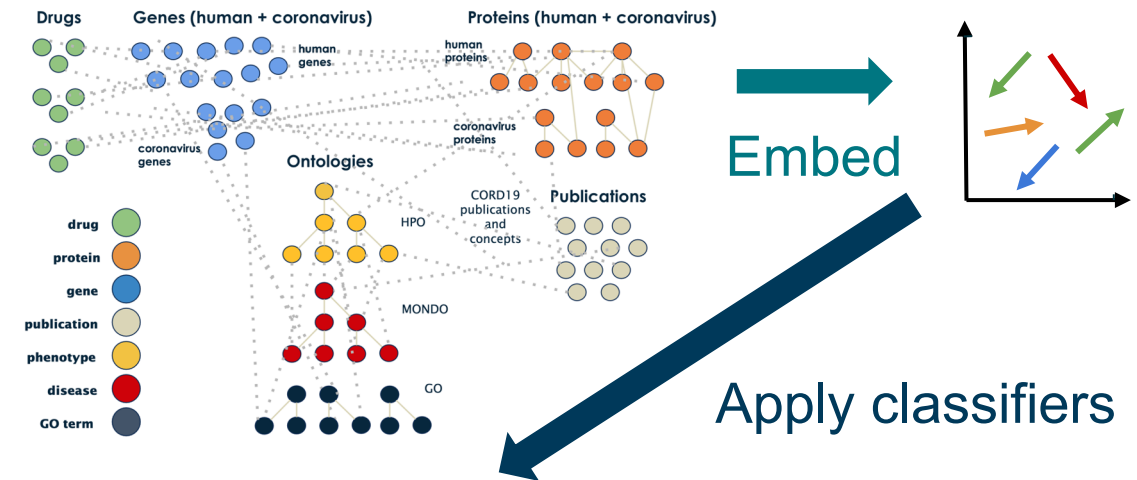 Drugs
Genes (human + coronavirus)
Proteins (human + coronavirus)
human
genes
human
proteins
coronavirus
genes
coronavirus
proteins
Embed
Ontologies
HPO
MONDO
GO
CORD19
publications
and
concepts
Publications
drug
protein
gene
publication
phenotype
disease
GO term
Apply classifiers